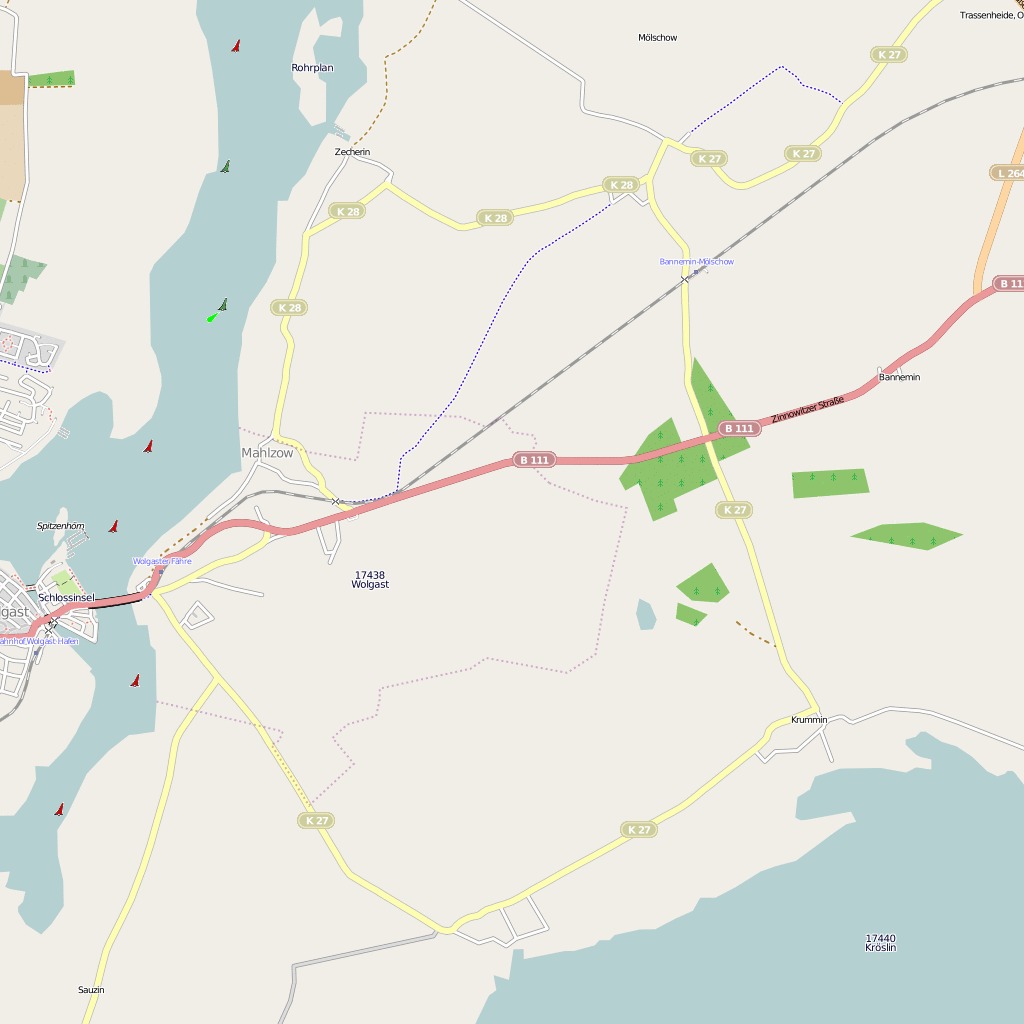 Trassenheide, O
Mölschow
K 27
Rohrplan
Zecherin
K 27
K 27
L 264
K 28
K 28
K 28
Bannemin-Mölschow
B 11
K 28
Bannemin
Zinnowitzer Straße
B 111
Mahlzow
B 111
K 27
Spitzenhörn
Wolgaster Fähre
17438
Wolgast
Schlossinsel
gast
ahnhof Wolgast Hafen
Krummin
K 27
K 27
17440
Kröslin
Sauzin